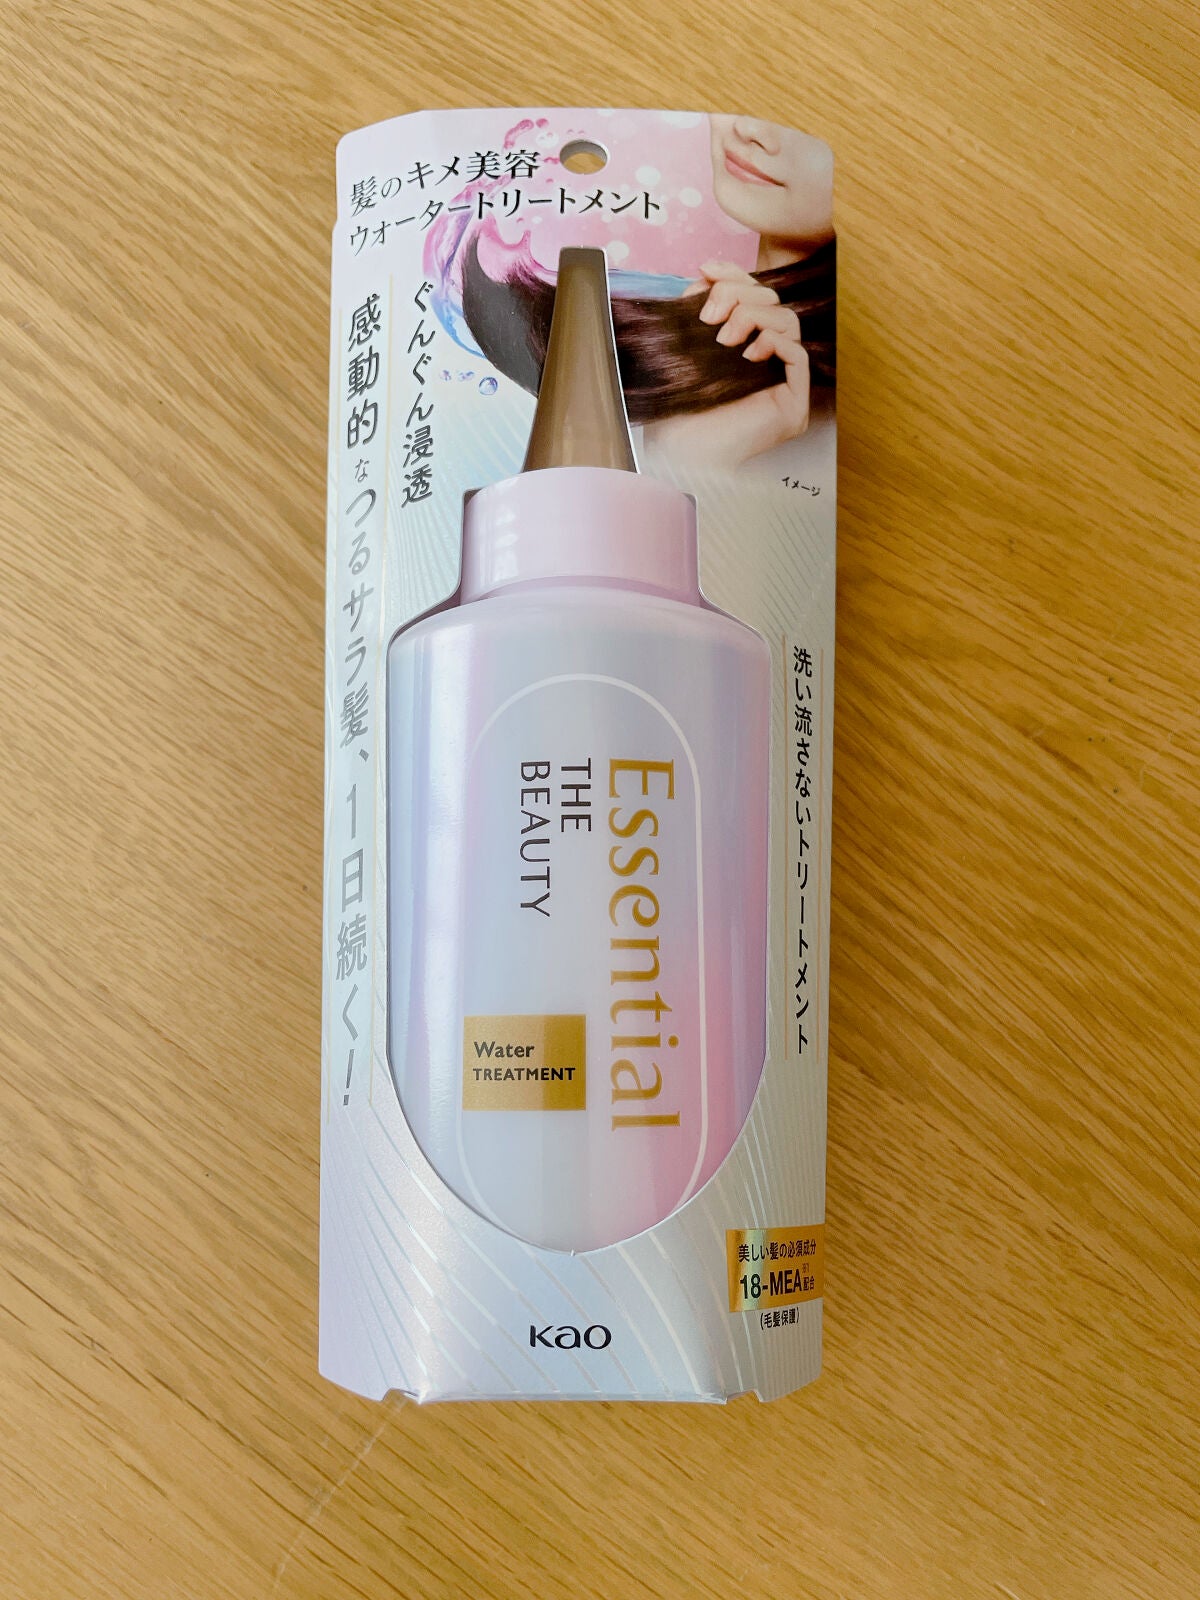 髪のキメ美容
ウォータートリートメント
ぐんぐん浸透
感動的なつるサラ髪、1日続く!
イメージ
洗い流さないトリートメント
Essential
THE
BEAUTY
Water
TREATMENT
美しい髪の必須成分
18-MEA※1配合
(毛髪保護)
Kao